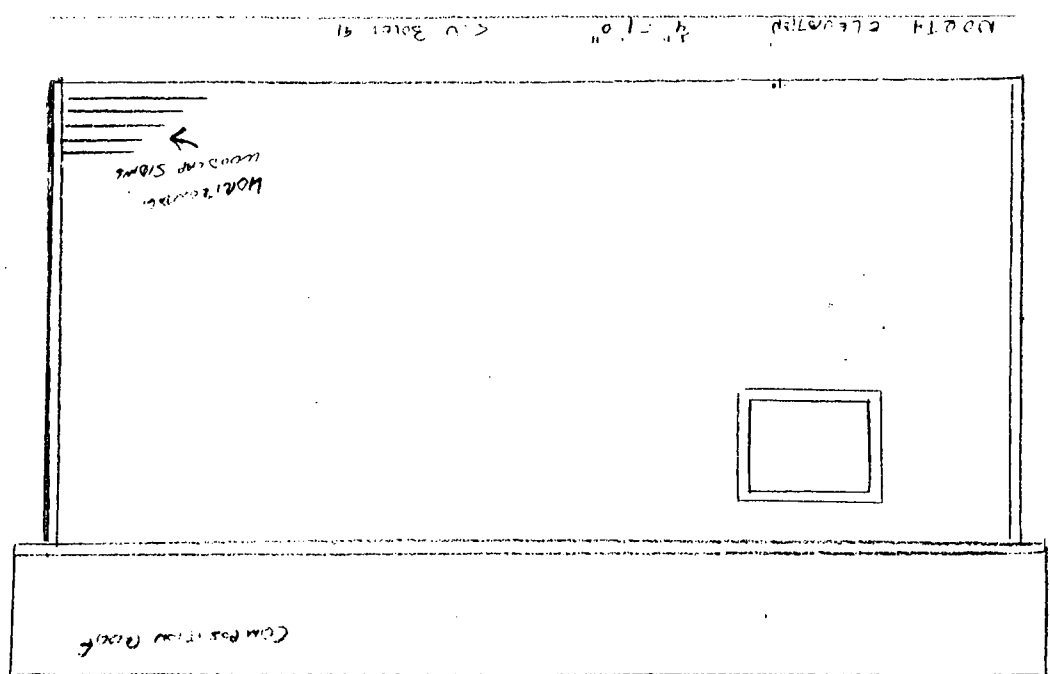 COMPOSITION ROOF
HORIZONTAL
WOOD LAP SIDING
NORTH ELEVATION 1/4" = 1'0"